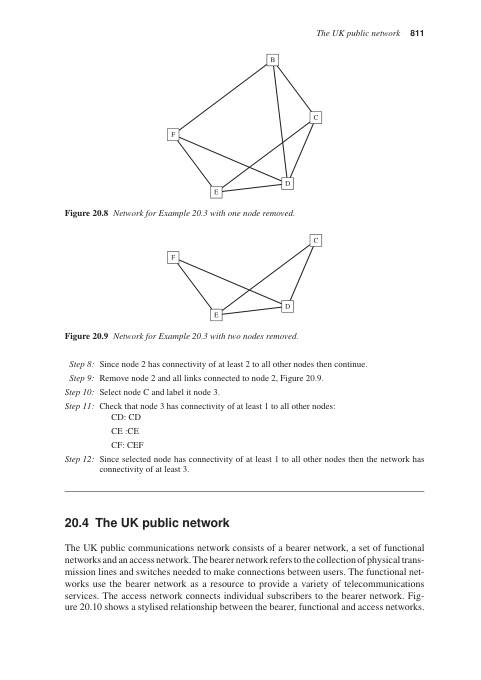 The UK public network 811
B
C
F
D
E
Figure 20.8 Network for Example 20.3 with one node removed.
C
F
D
E
Figure 20.9 Network for Example 20.3 with two nodes removed.
Step 8: Since node 2 has connectivity of at least 2 to all other nodes then continue.
Step 9: Remove node 2 and all links connected to node 2, Figure 20.9.
Step 10: Select node C and label it node 3.
Step 11: Check that node 3 has connectivity of at least 1 to all other nodes:
CD: CD
CE :CE
CF: CEF
Step 12: Since selected node has connectivity of at least 1 to all other nodes then the network has
connectivity of at least 3.
20.4 The UK public network
The UK public communications network consists of a bearer network, a set of functional
networks and an access network. The bearer network refers to the collection of physical trans-
mission lines and switches needed to make connections between users. The functional net-
works use the bearer network as a resource to provide a variety of telecommunications
services. The access network connects individual subscribers to the bearer network. Fig-
ure 20.10 shows a stylised relationship between the bearer, functional and access networks.